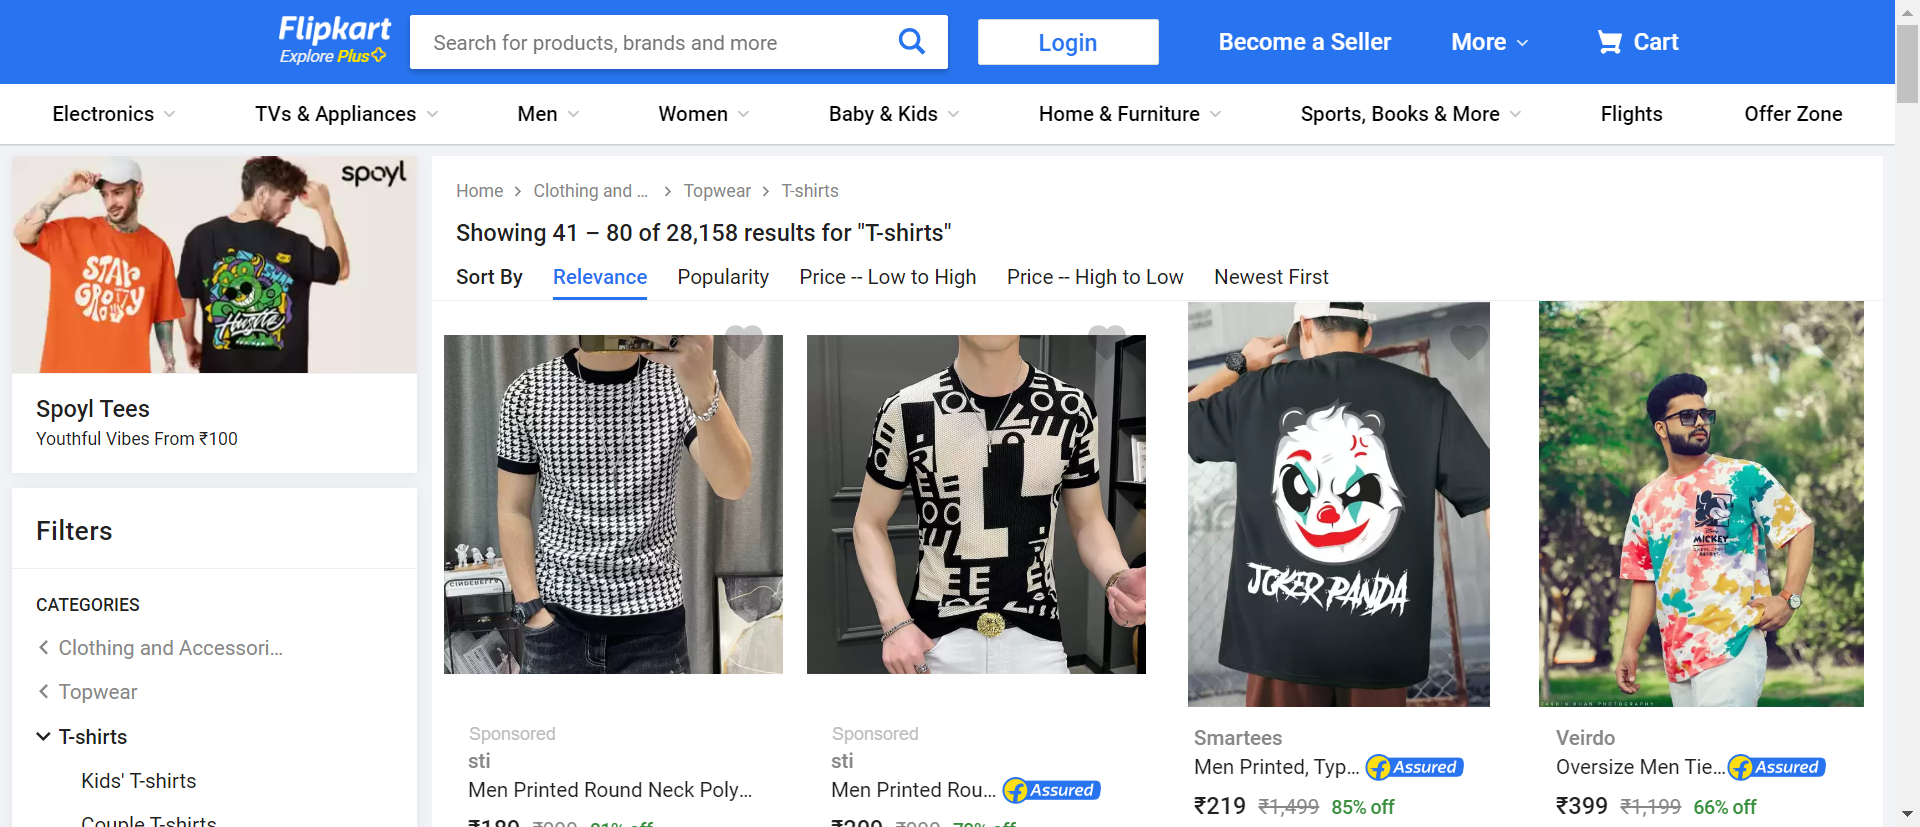 Flipkart
Explore Plus
Search for products, brands and more
Login
Become a Seller
More
Cart
Electronics
TVs & Appliances
Men
Women
Baby & Kids
Home & Furniture
Sports, Books & More
Flights
Offer Zone
spoyl
STAY
GROOVY
Hustle
Spoyl Tees
Youthful Vibes From ₹100
Filters
CATEGORIES
Clothing and Accessori...
Topwear
T-shirts
Kids' T-shirts
Couple T-shirts
Home > Clothing and ... > Topwear > T-shirts
Showing 41 – 80 of 28,158 results for "T-shirts"
Sort By
Relevance
Popularity
Price -- Low to High
Price -- High to Low
Newest First
CINDERELLA
JOKER PANDA
MICKEY
Sponsored
sti
Men Printed Round Neck Poly...
Sponsored
sti
Men Printed Rou...
Assured
Smartees
Men Printed, Typ...
Assured
₹219 ₹1,499 85% off
Veirdo
Oversize Men Tie...
Assured
₹399 ₹1,199 66% off